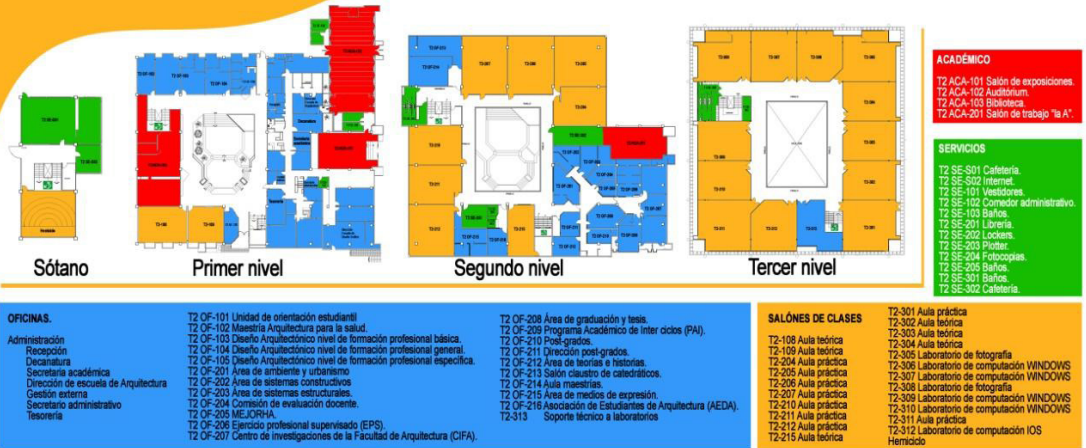 Sótano
Primer nivel
Segundo nivel
Tercer nivel
ACADÉMICO
T2 ACA-101 Salón de exposiciones.
T2 ACA-102 Auditórium.
T2 ACA-103 Biblioteca.
T2 ACA-201 Salón de trabajo "la A".
SERVICIOS
T2 SE-S01 Cafetería.
T2 SE-S02 Internet.
T2 SE-101 Vestidores.
T2 SE-102 Comedor administrativo.
T2 SE-103 Baños.
T2 SE-201 Librería.
T2 SE-202 Lockers.
T2 SE-203 Plotter.
T2 SE-204 Fotocopias.
T2 SE-205 Baños.
T2 SE-301 Baños.
T2 SE-302 Cafetería.
OFICINAS.
Administración
Recepción
Decanatura
Secretaria académica
Dirección de escuela de Arquitectura
Gestión externa
Secretario administrativo
Tesorería
T2 OF-101 Unidad de orientación estudiantil
T2 OF-102 Maestría Arquitectura para la salud.
T2 OF-103 Diseño Arquitectónico nivel de formación profesional básica.
T2 OF-104 Diseño Arquitectónico nivel de formación profesional general.
T2 OF-105 Diseño Arquitectónico nivel de formación profesional específica.
T2 OF-201 Área de ambiente y urbanismo
T2 OF-202 Área de sistemas constructivos
T2 OF-203 Área de sistemas estructurales.
T2 OF-204 Comisión de evaluación docente.
T2 OF-205 MEJORHA.
T2 OF-206 Ejercicio profesional supervisado (EPS).
T2 OF-207 Centro de investigaciones de la Facultad de Arquitectura (CIFA).
T2 OF-208 Área de graduación y tesis.
T2 OF-209 Programa Académico de Inter ciclos (PAI).
T2 OF-210 Post-grados.
T2 OF-211 Dirección post-grados.
T2 OF-212 Área de teorías e historias.
T2 OF-213 Salón claustro de catedráticos.
T2 OF-214 Aula maestrías.
T2 OF-215 Área de medios de expresión.
T2 OF-216 Asociación de Estudiantes de Arquitectura (AEDA).
T2-313 Soporte técnico a laboratorios
SALÓNES DE CLASES
T2-108 Aula teórica
T2-109 Aula teórica
T2-204 Aula práctica
T2-205 Aula práctica
T2-206 Aula práctica
T2-207 Aula práctica
T2-210 Aula práctica
T2-211 Aula práctica
T2-212 Aula práctica
T2-215 Aula teórica
T2-301 Aula práctica
T2-302 Aula teórica
T2-303 Aula teórica
T2-304 Aula teórica
T2-305 Laboratorio de fotografía
T2-306 Laboratorio de computación WINDOWS
T2-307 Laboratorio de computación WINDOWS
T2-308 Laboratorio de fotografía
T2-309 Laboratorio de computación WINDOWS
T2-310 Laboratorio de computación WINDOWS
T2-311 Aula práctica
T2-312 Laboratorio de computación IOS
Hemiciclo